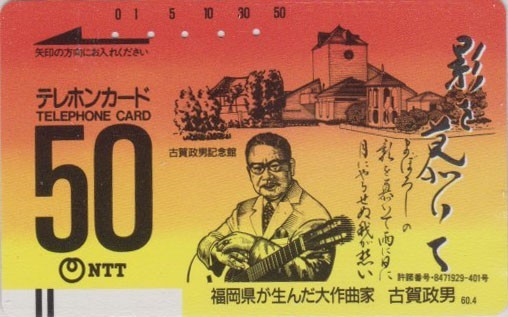 0 1 5 10 30 50
矢印の方向にお入れください
テレホンカード
TELEPHONE CARD
50
NTT
古賀政男記念館
影を慕いて
まぼろしの
影を慕いて雨に日に
月にやるせぬ我が想い
許諾番号・8471929-401号
福岡県が生んだ大作曲家 古賀政男
60.4